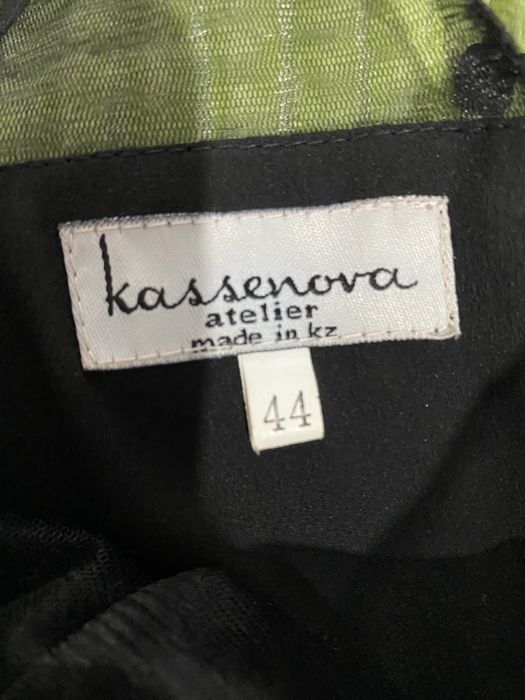 kassenova
atelier
made in kz
44